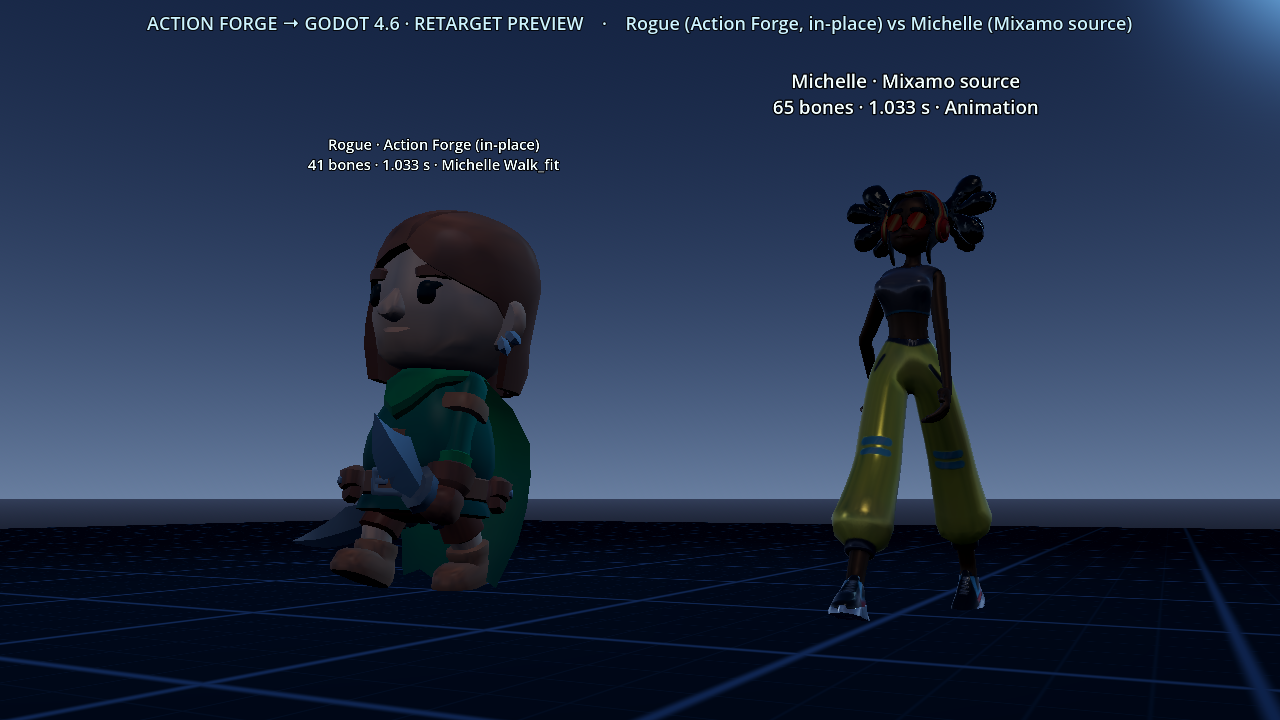 ACTION FORGE → GODOT 4.6 · RETARGET PREVIEW · Rogue (Action Forge, in-place) vs Michelle (Mixamo source)
Michelle · Mixamo source
65 bones · 1.033 s · Animation
Rogue · Action Forge (in-place)
41 bones · 1.033 s · Michelle Walk_fit